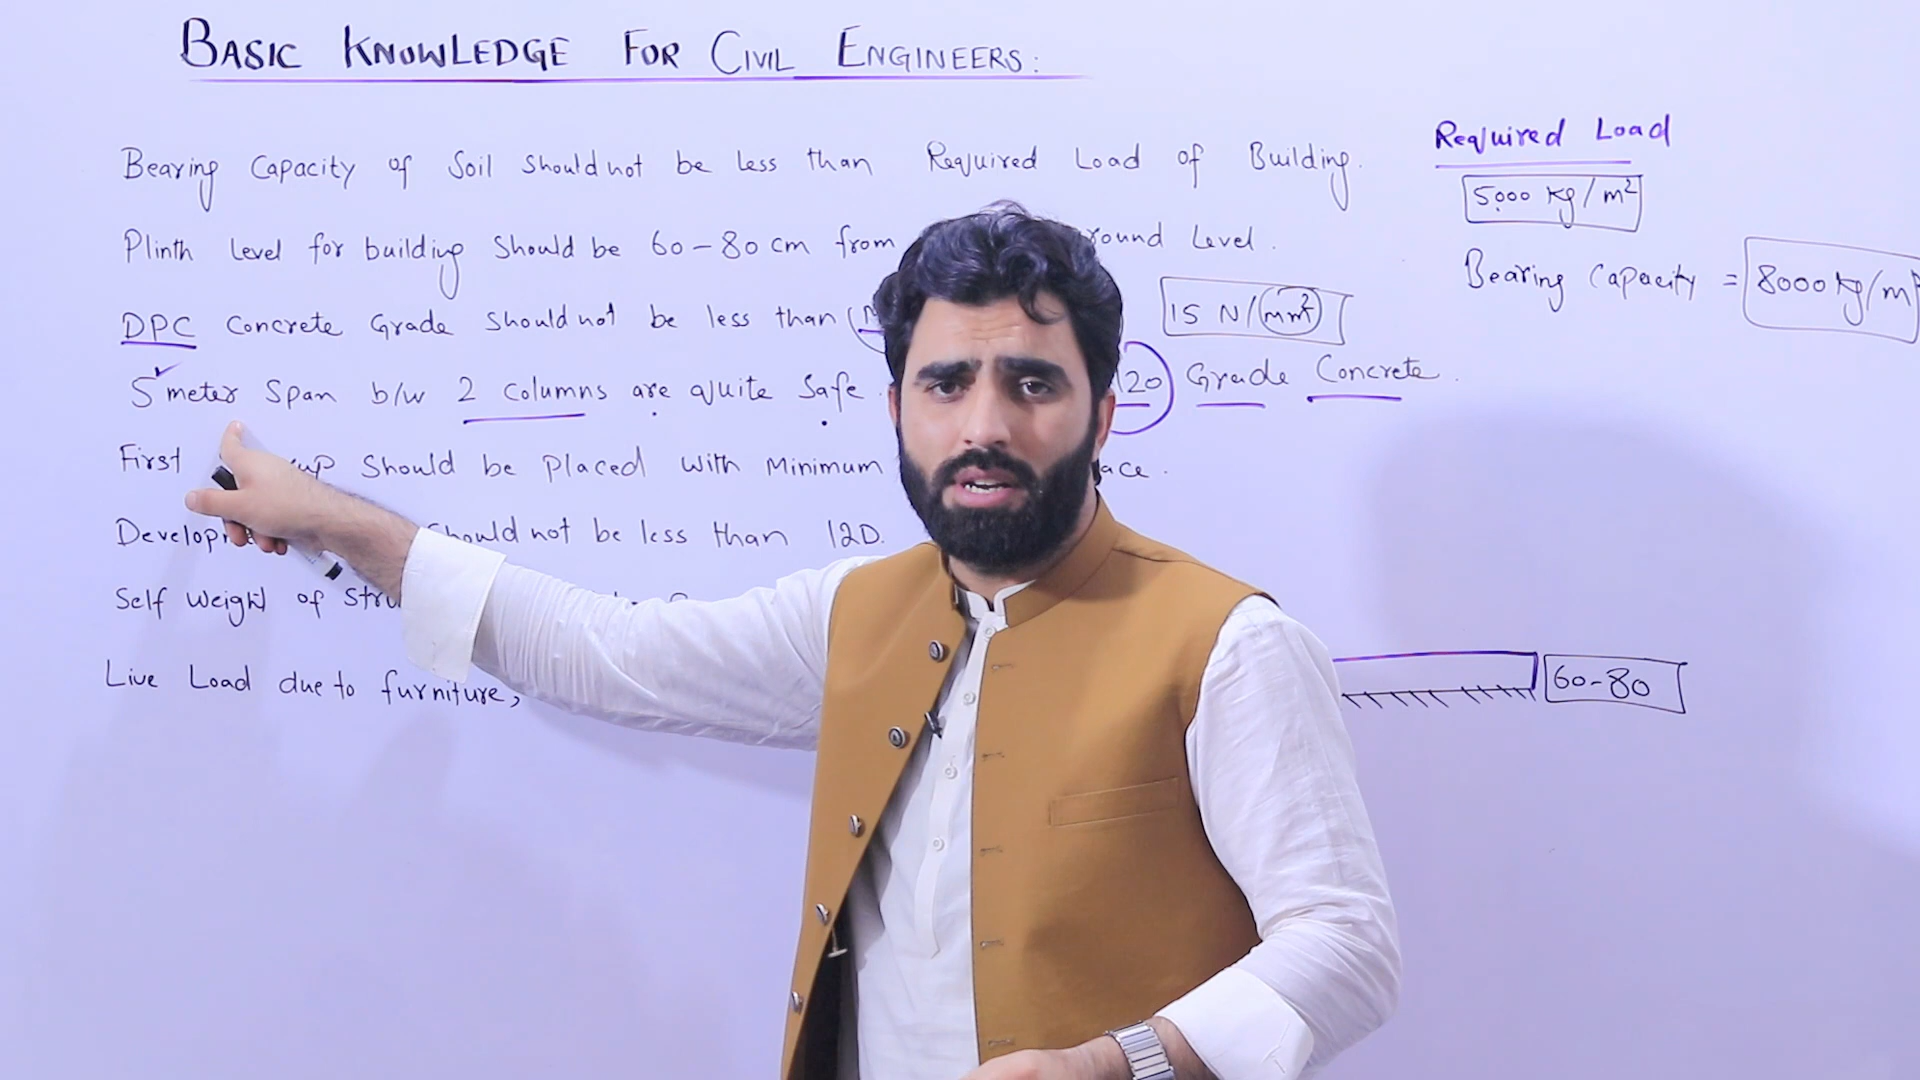 BASIC KNOWLEDGE FOR CIVIL ENGINEERS:
Bearing Capacity of Soil should not be Less than Required Load of Building.
Plinth Level for building should be 60-80 cm from Level.
DPC Concrete Grade should not be less than
15 N/mm²
5 meter Span b/w 2 columns are quite safe 20 Grade Concrete.
First should be placed with Minimum
should not be less than 12D.
Self weight of
Live Load due to furniture,
Required Load
5000 kg/m²
Bearing Capacity = 8000 kg/m²
60-80